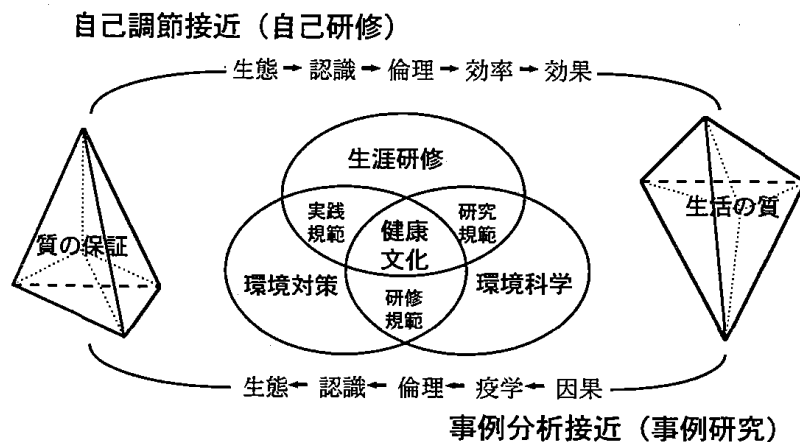 自己調節接近（自己研修）
生態→認識→倫理→効率→効果
生涯研修
実践
規範
研究
規範
健康
文化
質の保証
生活の質
環境対策
環境科学
研修
規範
生態←認識←倫理←疫学←因果
事例分析接近（事例研究）